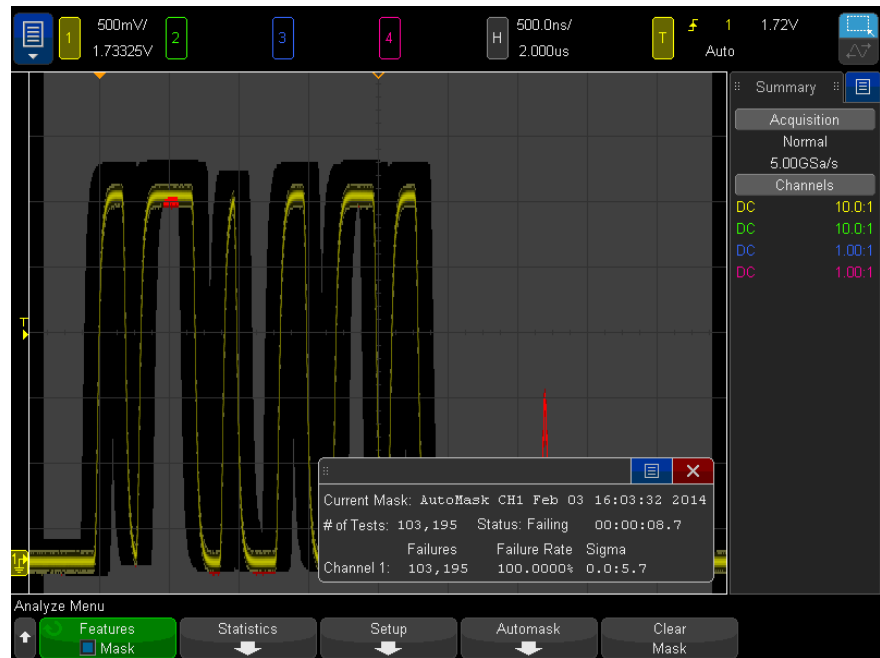 500mV/
1
1.73325V
2
3
4
H
500.0ns/
2.000us
T
1
1.72V
Auto
Summary
Acquisition
Normal
5.00GSa/s
Channels
DC 10.0:1
DC 10.0:1
DC 1.00:1
DC 1.00:1
T
1
Current Mask: AutoMask CH1 Feb 03 16:03:32 2014
# of Tests: 103,195 Status: Failing 00:00:08.7
Failures Failure Rate Sigma
Channel 1: 103,195 100.0000% 0.0:5.7
Analyze Menu
Features
Mask
Statistics
Setup
Automask
Clear
Mask